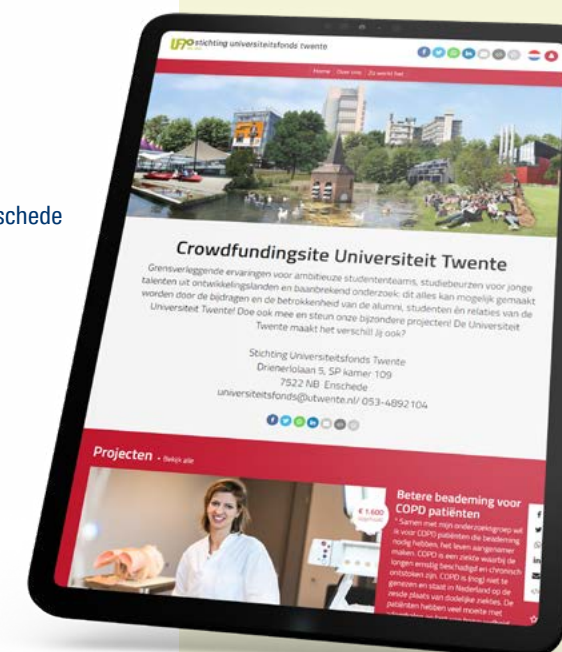 schede
stichting universiteitsfonds twente
Home Over ons Zo werkt het
Crowdfundingsite Universiteit Twente
Grensverleggende ervaringen voor ambitieuze studententeams, studiebeurzen voor jonge
talenten uit ontwikkelingslanden en baanbrekend onderzoek: dit alles kan mogelijk gemaakt
worden door de bijdragen en de betrokkenheid van de alumni, studenten én relaties van de
Universiteit Twente! Doe ook mee en steun onze bijzondere projecten! De Universiteit
Twente maakt het verschil! Jij ook?
Stichting Universiteitsfonds Twente
Drienerlolaan 5, SP kamer 109
7522 NB Enschede
universiteitsfonds@utwente.nl/ 053-4892104
Projecten • Bekijk alle
€ 1.600
Betere beademing voor
COPD patiënten
" Samen met mijn onderzoeksgroep wil
ik voor COPD patiënten die beademing
nodig hebben, het leven aangenamer
maken. COPD is een ziekte waarbij de
longen ernstig beschadigd en chronisch
ontstoken zijn. COPD is (nog) niet te
genezen en staat in Nederland op de
zesde plaats van dodelijke ziektes. De
patiënten hebben veel moeite met